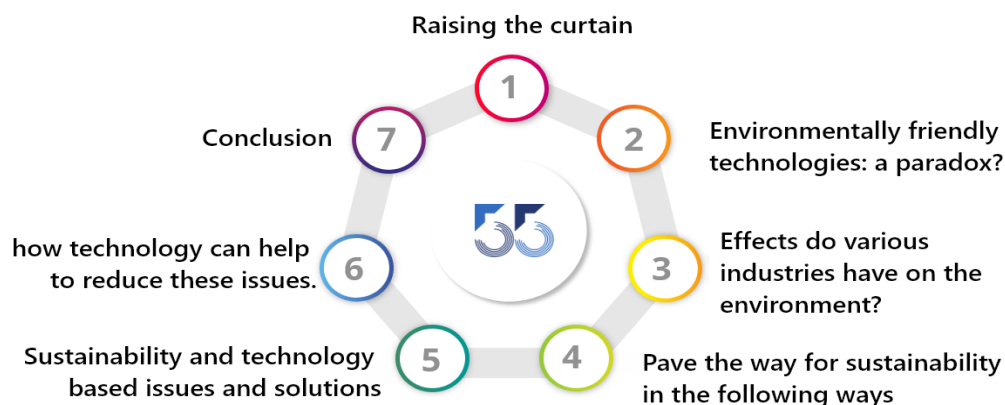 Raising the curtain
1
2
Environmentally friendly
technologies: a paradox?
3
Effects do various
industries have on the
environment?
4
Pave the way for sustainability
in the following ways
5
Sustainability and technology
based issues and solutions
6
how technology can help
to reduce these issues.
7
Conclusion
55